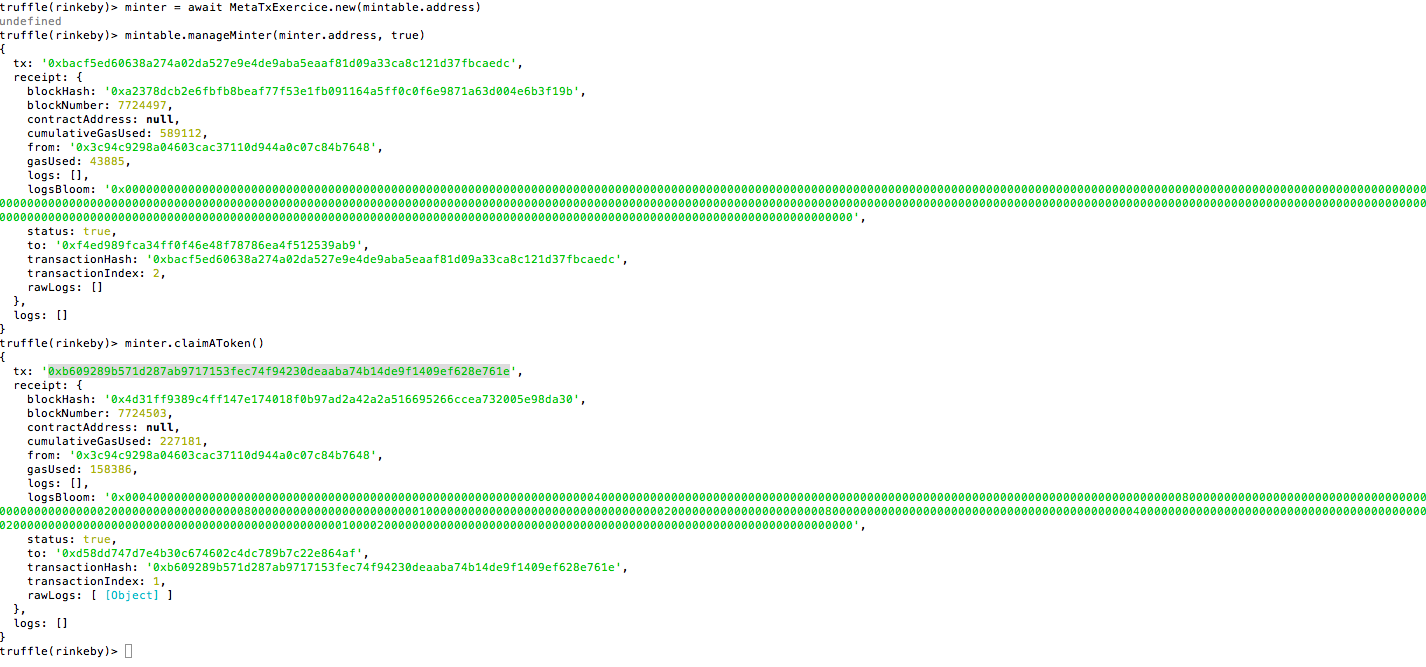 truffle(rinkeby)> minter = await MetaTxExercice.new(mintable.address)
undefined
truffle(rinkeby)> mintable.manageMinter(minter.address, true)
{
tx: '0xbacf5ed60638a274a02da527e9e4de9aba5eaaf81d09a33ca8c121d37fbcaedc',
receipt: {
blockHash: '0xa2378dcb2e6fbfb8beaf77f53e1fb091164a5ff0c0f6e9871a63d004e6b3f19b',
blockNumber: 7724497,
contractAddress: null,
cumulativeGasUsed: 589112,
from: '0x3c94c9298a04603cac37110d944a0c07c84b7648',
gasUsed: 43885,
logs: [],
logsBloom:
status: true,
to: '0xf4ed989fca34ff0f46e48f78786ea4f512539ab9',
transactionHash: '0xbacf5ed60638a274a02da527e9e4de9aba5eaaf81d09a33ca8c121d37fbcaedc',
transactionIndex: 2,
rawLogs: []
},
logs: []
}
truffle(rinkeby)> minter.claimAToken()
{
tx: '0xb609289b571d287ab9717153fec74f94230deaaba74b14de9f1409ef628e761e',
receipt: {
blockHash: '0x4d31ff9389c4ff147e174018f0b97ad2a42a2a516695266ccea732005e98da30',
blockNumber: 7724503,
contractAddress: null,
cumulativeGasUsed: 227181,
from: '0x3c94c9298a04603cac37110d944a0c07c84b7648',
gasUsed: 158386,
logs: [],
logsBloom:
status: true,
to: '0xd58dd747d7e4b30c674602c4dc789b7c22e864af',
transactionHash: '0xb609289b571d287ab9717153fec74f94230deaaba74b14de9f1409ef628e761e',
transactionIndex: 1,
rawLogs: [ [Object] ]
},
logs: []
}
truffle(rinkeby)>